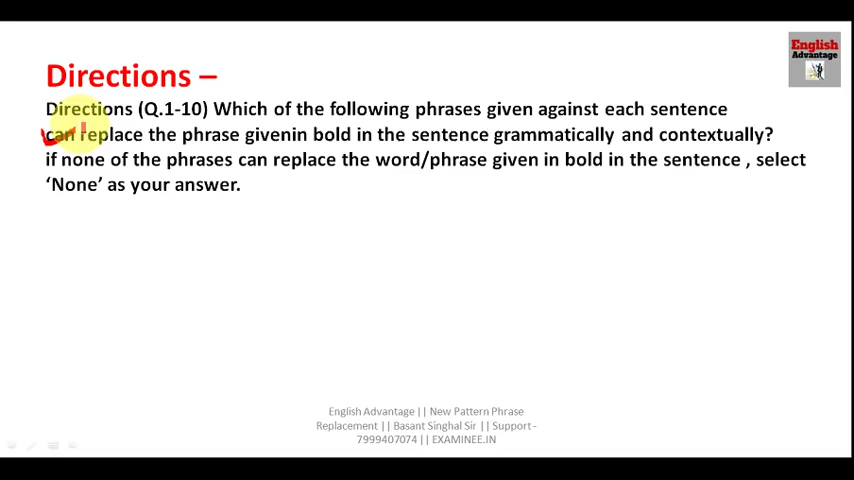 English
Advantage
Directions –
Directions (Q.1-10) Which of the following phrases given against each sentence
can replace the phrase givenin bold in the sentence grammatically and contextually?
if none of the phrases can replace the word/phrase given in bold in the sentence , select
‘None’ as your answer.
English Advantage || New Pattern Phrase
Replacement || Basant Singhal Sir || Support -
7999407074 || EXAMINEE.IN